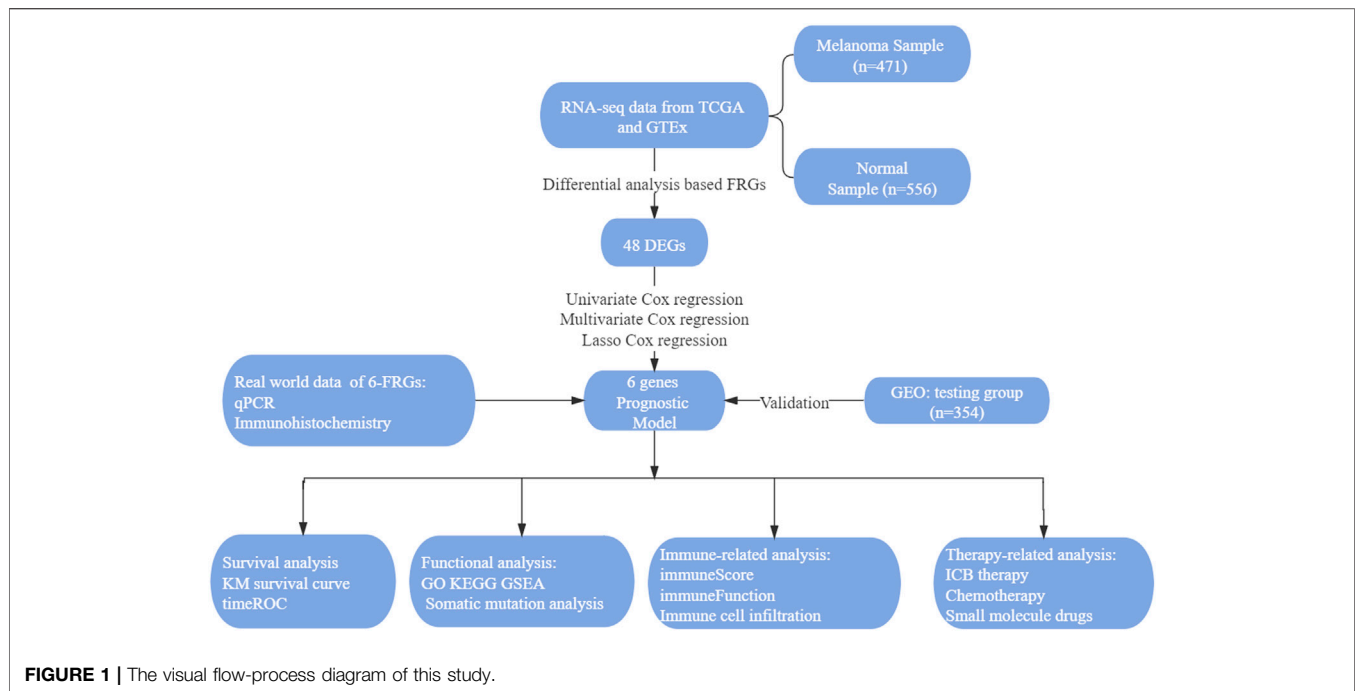 Melanoma Sample
(n=471)
RNA-seq data from TCGA
and GTEx
Normal
Sample (n=556)
Differential analysis based FRGs
48 DEGs
Univariate Cox regression
Multivariate Cox regression
Lasso Cox regression
Real world data of 6-FRGs:
qPCR
Immunohistochemistry
6 genes
Prognostic
Model
Validation
GEO: testing group
(n=354)
Survival analysis
KM survival curve
timeROC
Functional analysis:
GO KEGG GSEA
Somatic mutation analysis
Immune-related analysis:
immuneScore
immuneFunction
Immune cell infiltration
Therapy-related analysis:
ICB therapy
Chemotherapy
Small molecule drugs
FIGURE 1 | The visual flow-process diagram of this study.